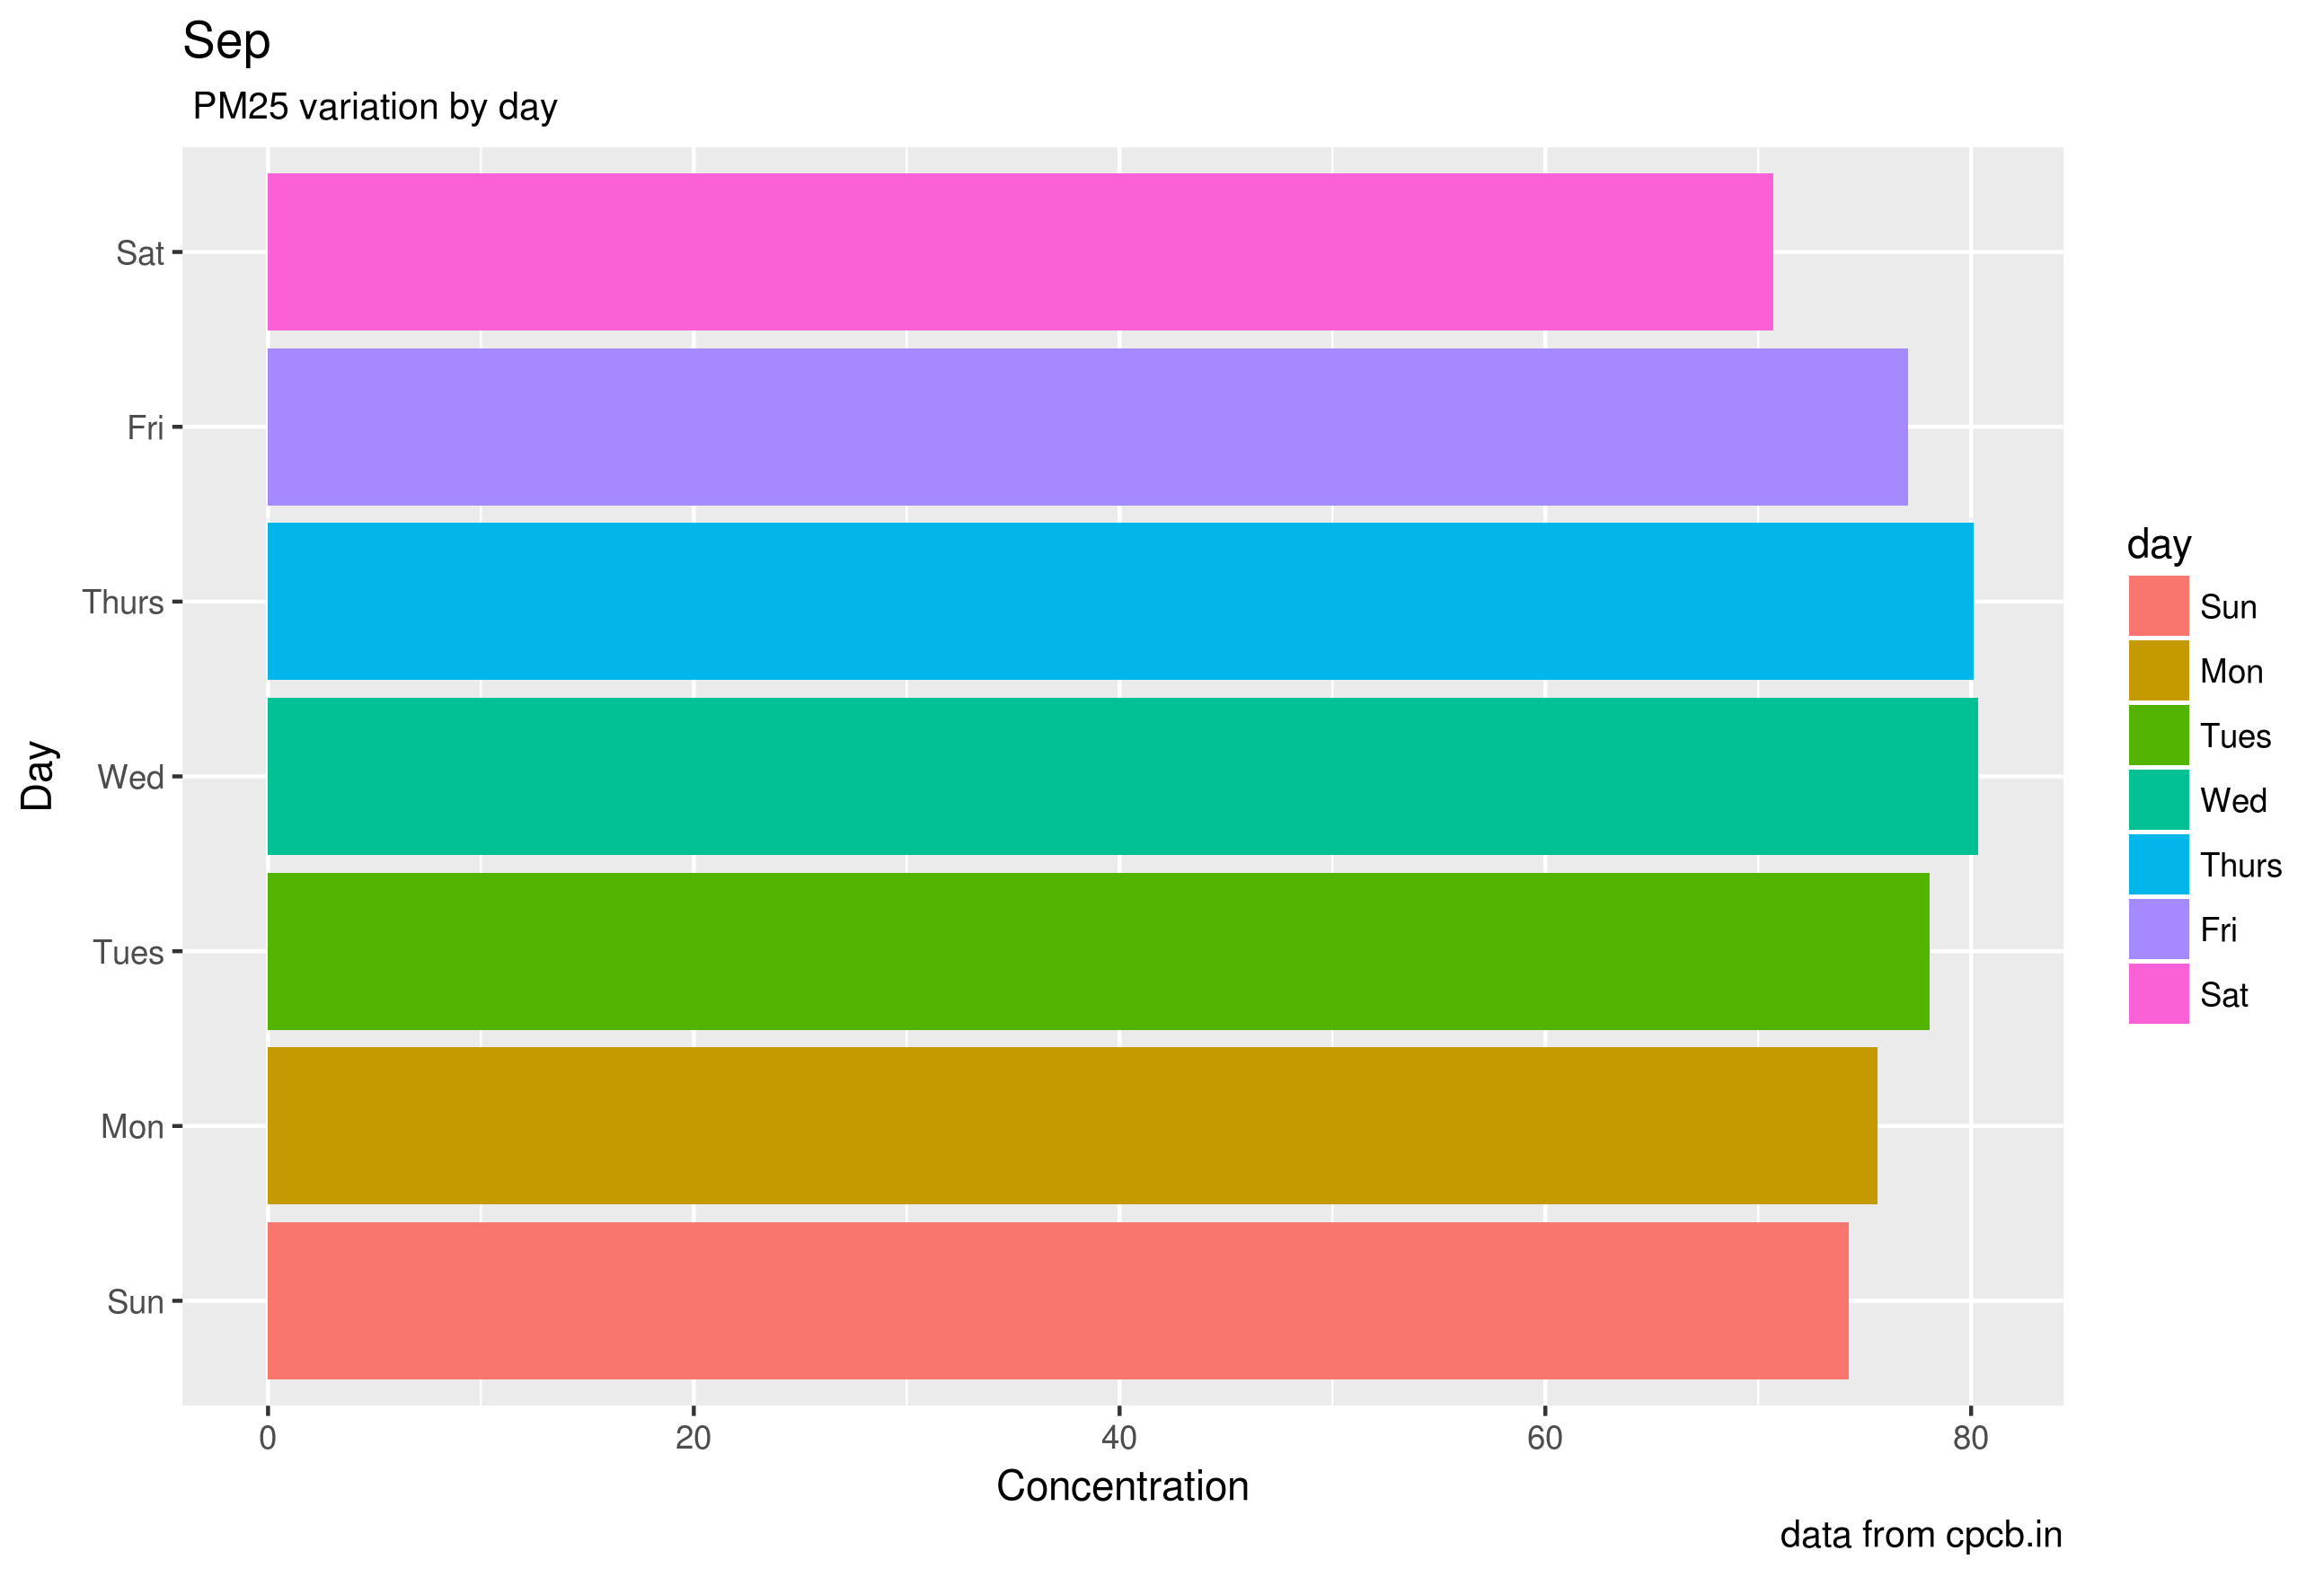 Sep
PM25 variation by day
Sat
Fri
Thurs
Wed
Tues
Mon
Sun
Day
0 20 40 60 80
Concentration
data from cpcb.in
day
Sun
Mon
Tues
Wed
Thurs
Fri
Sat